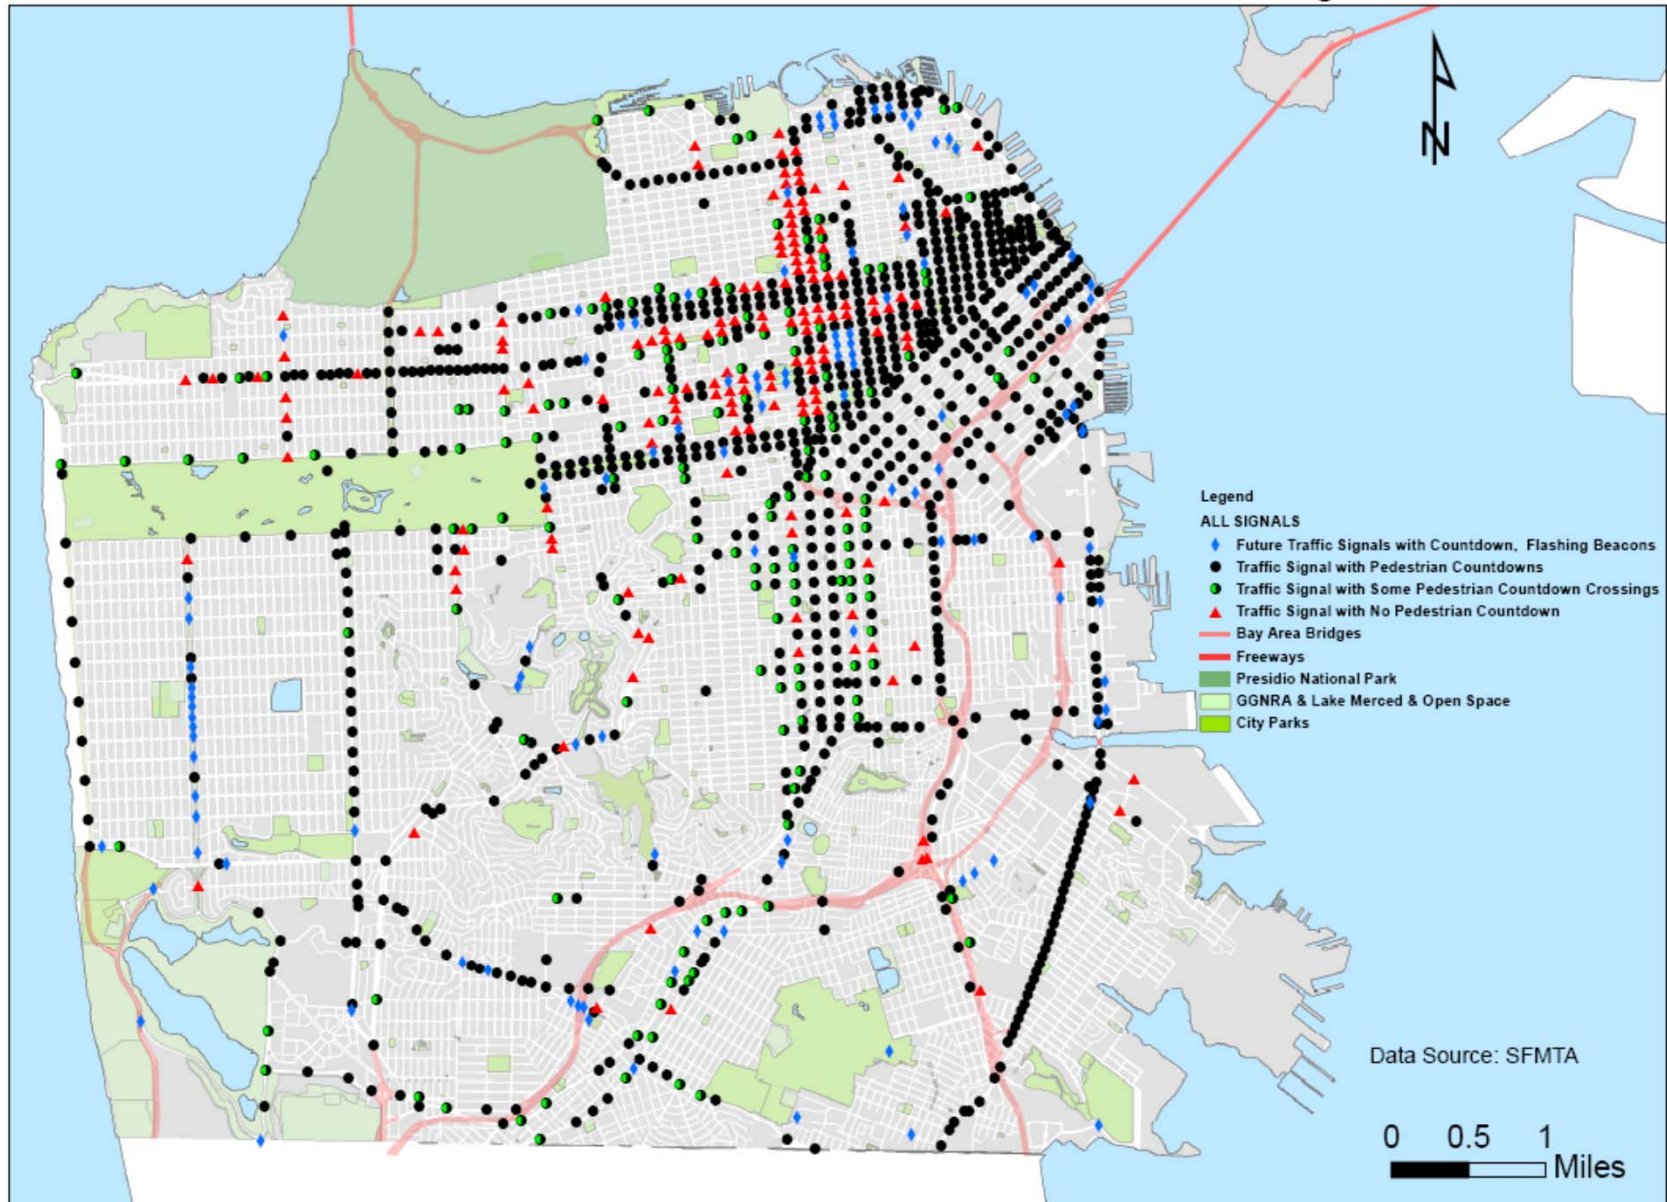 N
Legend
ALL SIGNALS
Future Traffic Signals with Countdown, Flashing Beacons
Traffic Signal with Pedestrian Countdowns
Traffic Signal with Some Pedestrian Countdown Crossings
Traffic Signal with No Pedestrian Countdown
Bay Area Bridges
Freeways
Presidio National Park
GGNRA & Lake Merced & Open Space
City Parks
Data Source: SFMTA
0 0.5 1
Miles